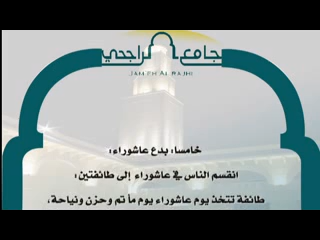 جامع الراجحي
JAMEH AL RAJHI
خامسا: بدع عاشوراء:
انقسم الناس في عاشوراء إلى طائفتين:
طائفة تتخذ يوم عاشوراء يوم مأتم وحزن ونياحة،